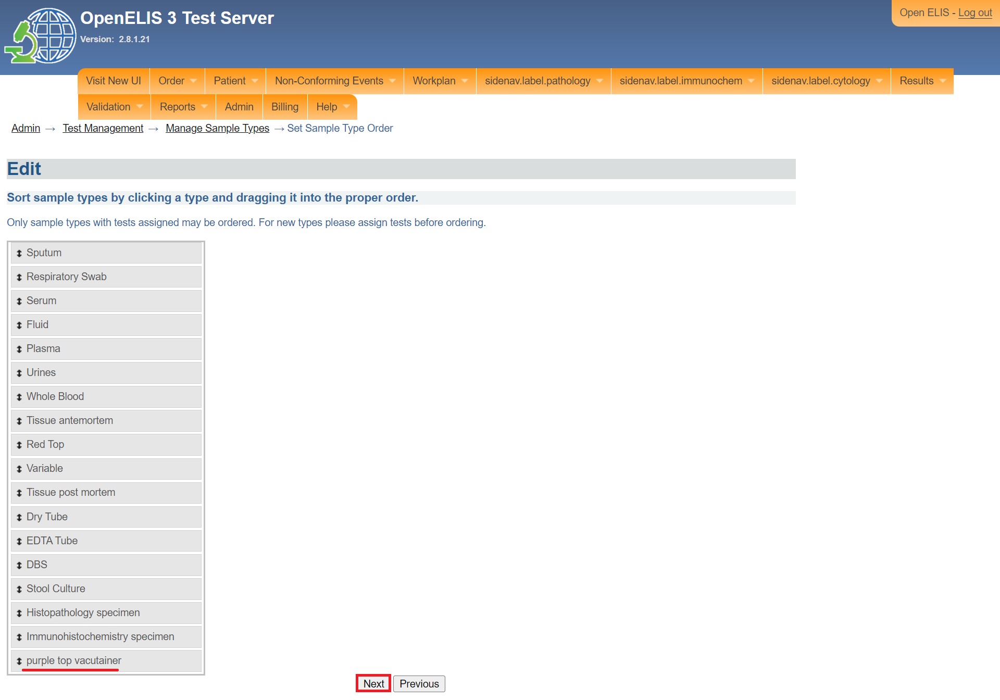 OpenELIS 3 Test Server
Version: 2.8.1.21
Open ELIS - Log out
Visit New UI Order Patient Non-Conforming Events Workplan sidenav.label.pathology sidenav.label.immunochem sidenav.label.cytology Results
Validation Reports Admin Billing Help
Admin → Test Management → Manage Sample Types → Set Sample Type Order
Edit
Sort sample types by clicking a type and dragging it into the proper order.
Only sample types with tests assigned may be ordered. For new types please assign tests before ordering.
Sputum
Respiratory Swab
Serum
Fluid
Plasma
Urines
Whole Blood
Tissue antemortem
Red Top
Variable
Tissue post mortem
Dry Tube
EDTA Tube
DBS
Stool Culture
Histopathology specimen
Immunohistochemistry specimen
purple top vacutainer
Next Previous